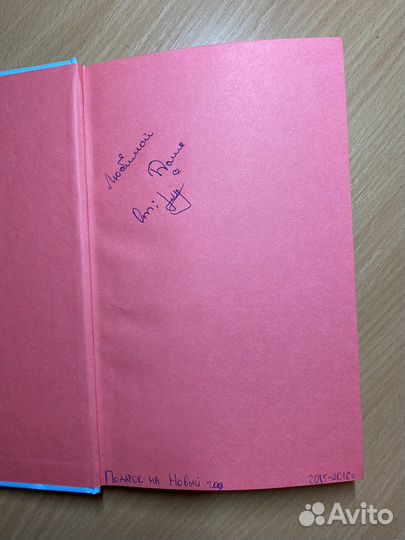 Любимой
Даше
От:
Подарок на Новый год
2015-2016г
Avito